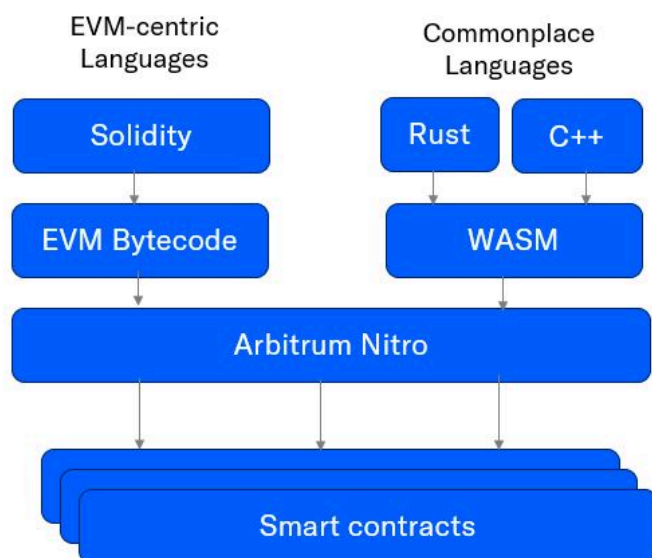 EVM-centric
Languages
Commonplace
Languages
Solidity
Rust
C++
EVM Bytecode
WASM
Arbitrum Nitro
Smart contracts